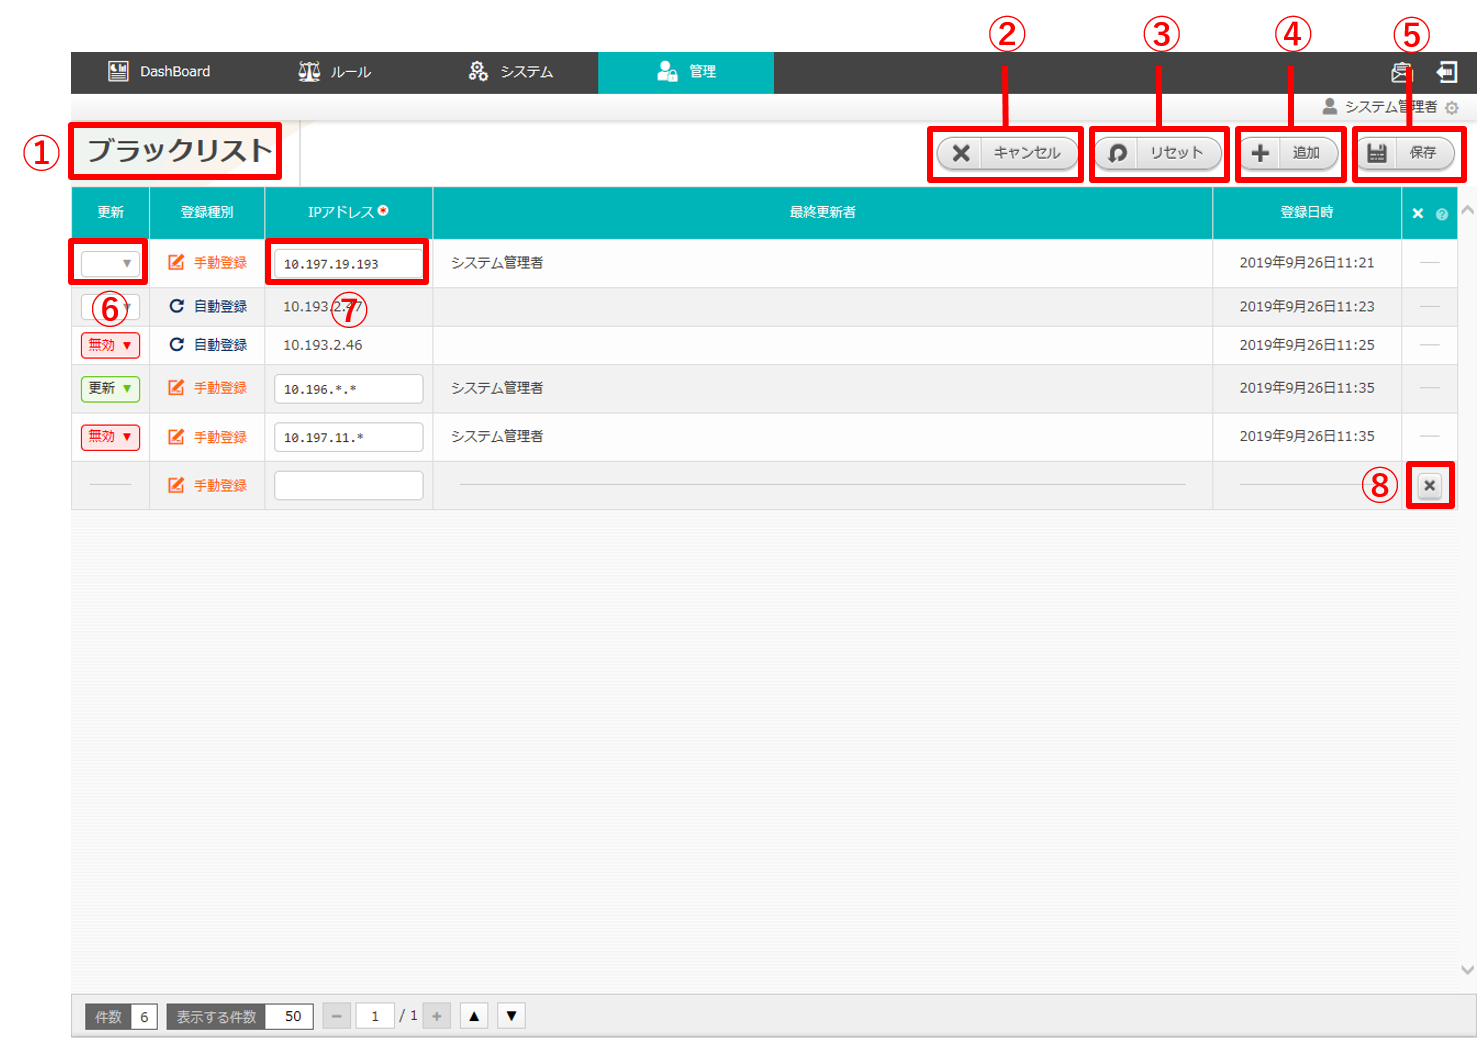 ② ③ ④ ⑤
DashBoard ルール システム 管理
システム管理者
① ブラックリスト キャンセル リセット 追加 保存
更新 登録種別 IPアドレス 最終更新者 登録日時
手動登録 10.197.19.193 システム管理者 2019年9月26日11:21
⑥ 自動登録 10.193.2.47 ⑦ 2019年9月26日11:23
無効 ▼ 自動登録 10.193.2.46 2019年9月26日11:25
更新 ▼ 手動登録 10.196.*.* システム管理者 2019年9月26日11:35
無効 ▼ 手動登録 10.197.11.* システム管理者 2019年9月26日11:35
手動登録 ⑧
件数 6 表示する件数 50 − 1 / 1 + ▲ ▼